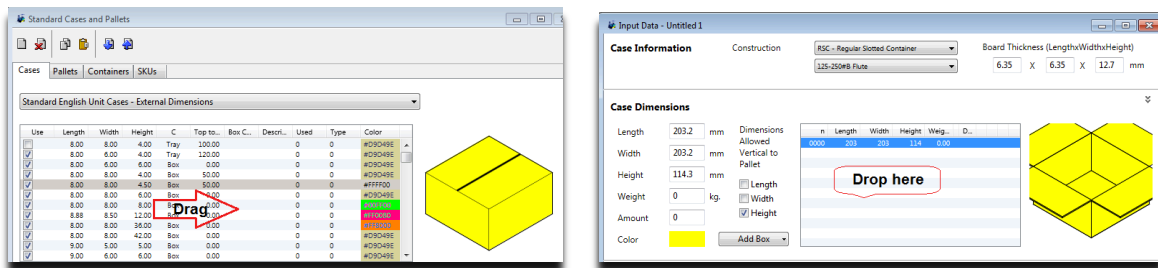 Standard Cases and Pallets
Cases Pallets Containers SKUs
Standard English Unit Cases - External Dimensions
Use Length Width Height C Top to... Box C... Descri... Used Type Color
8.00 8.00 4.00 Tray 100.00 0 0 #D9D49E
8.00 6.00 4.00 Tray 120.00 0 0 #D9D49E
8.00 6.00 6.00 Box 0.00 0 0 #D9D49E
8.00 8.00 4.00 Box 50.00 0 0 #D9D49E
8.00 8.00 4.50 Box 50.00 0 0 #FFFF00
8.00 8.00 6.00 Box 0.00 0 0 #D9D49E
8.00 8.00 8.00 0.00 0 0
8.88 8.50 12.00 0.00 0 0 #FF0080
8.00 8.00 36.00 Box 0.00 0 0 #FF8000
8.00 8.00 42.00 Box 0.00 0 0 #D9D49E
9.00 5.00 5.00 Box 0.00 0 0 #D9D49E
9.00 6.00 6.00 Box 0.00 0 0 #D9D49E
Drag
Input Data - Untitled 1
Case Information Construction RSC - Regular Slotted Container Board Thickness (LengthxWidthxHeight)
125-250#B Flute 6.35 X 6.35 X 12.7 mm
Case Dimensions
Length 203.2 mm
Width 203.2 mm
Height 114.3 mm
Weight 0 kg.
Amount 0
Color
Dimensions
Allowed
Vertical to
Pallet
Length
Width
Height
Add Box
n Length Width Height Weig... D...
0000 203 203 114 0.00
Drop here